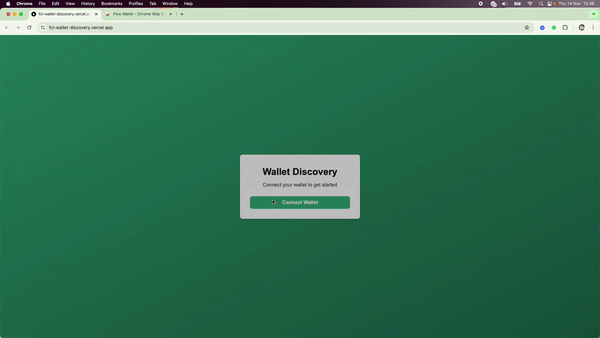 Chrome File Edit View History Bookmarks Profiles Tab Window Help
Thu 14 Nov 15.46
fcl-wallet-discovery.vercel.ap
Flow Wallet - Chrome Web
fcl-wallet-discovery.vercel.app
Wallet Discovery
Connect your wallet to get started
Connect Wallet